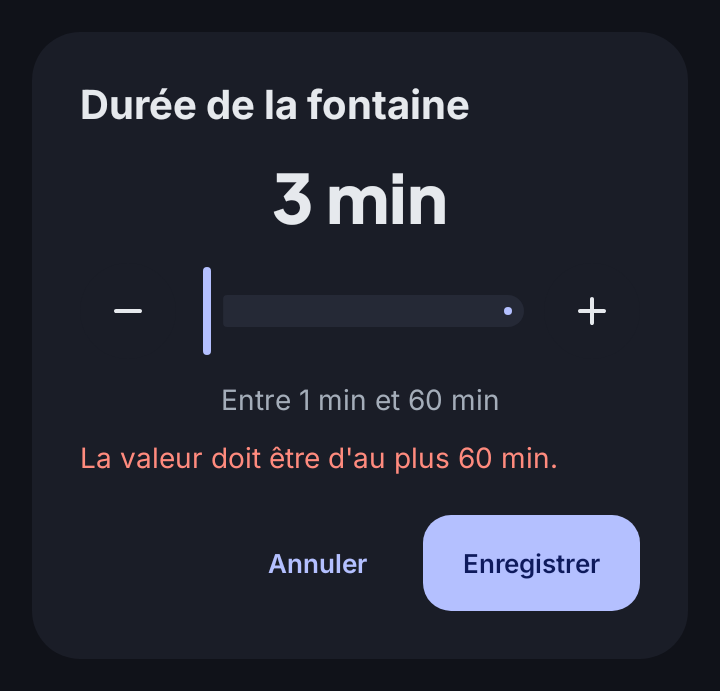 Durée de la fontaine
3 min
Entre 1 min et 60 min
La valeur doit être d'au plus 60 min.
Annuler
Enregistrer